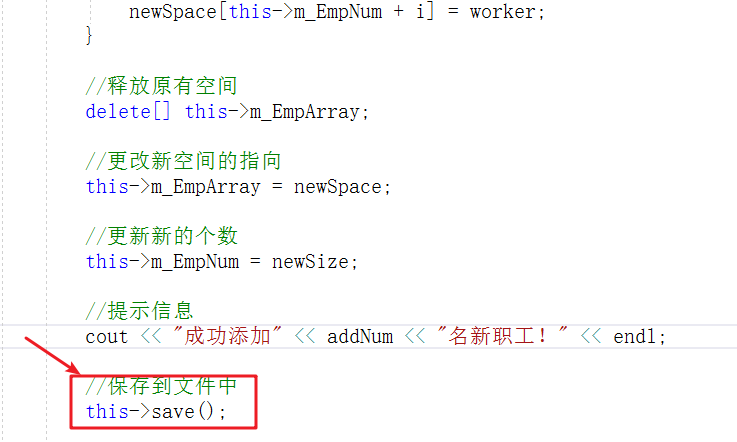 newSpace[this->m_EmpNum + i] = worker;
}
//释放原有空间
delete[] this->m_EmpArray;
//更改新空间的指向
this->m_EmpArray = newSpace;
//更新新的个数
this->m_EmpNum = newSize;
//提示信息
cout << "成功添加" << addNum << "名新职工！" << endl;
//保存到文件中
this->save();